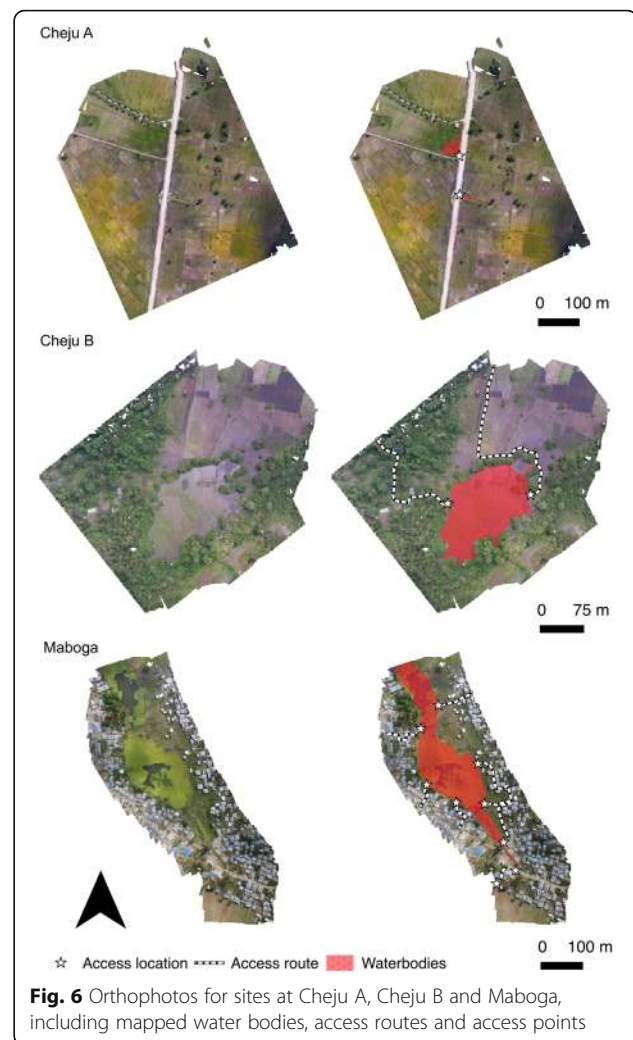 Cheju A
0 100 m
Cheju B
0 75 m
Maboga
0 100 m
Access location Access route Waterbodies
Fig. 6 Orthophotos for sites at Cheju A, Cheju B and Maboga,
including mapped water bodies, access routes and access points